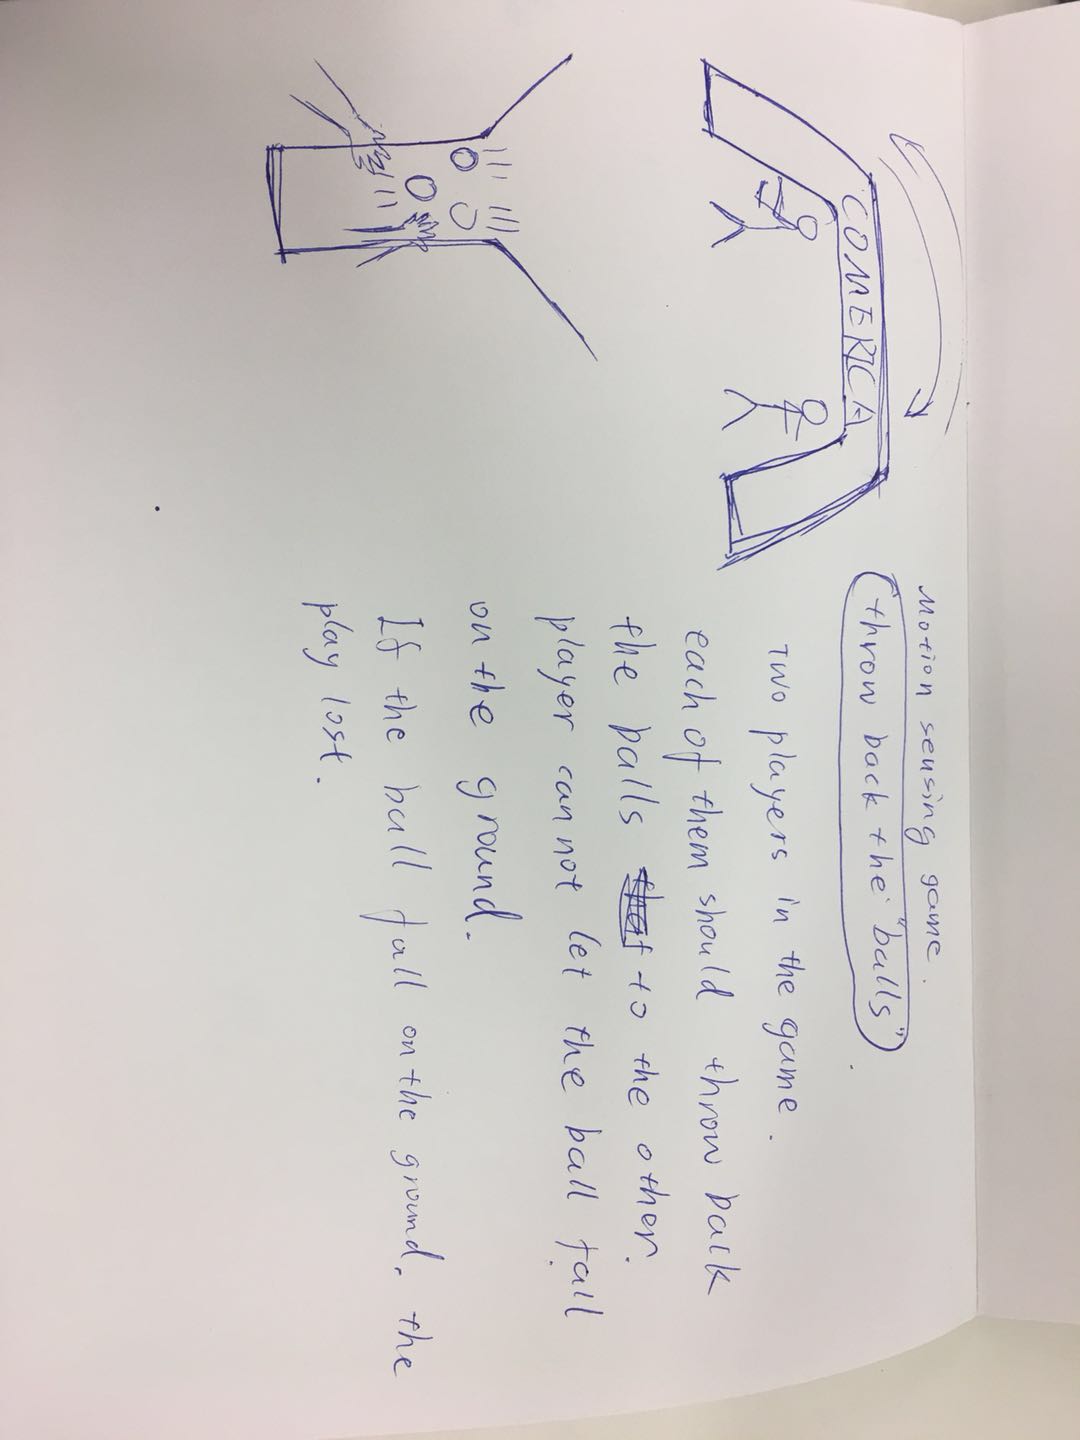 COMERICA
Motion sensing game.
throw back the "balls"
Two players in the game.
each of them should throw back
the balls to the other.
player can not let the ball fall
on the ground.
If the ball fall on the ground, the
play lost.